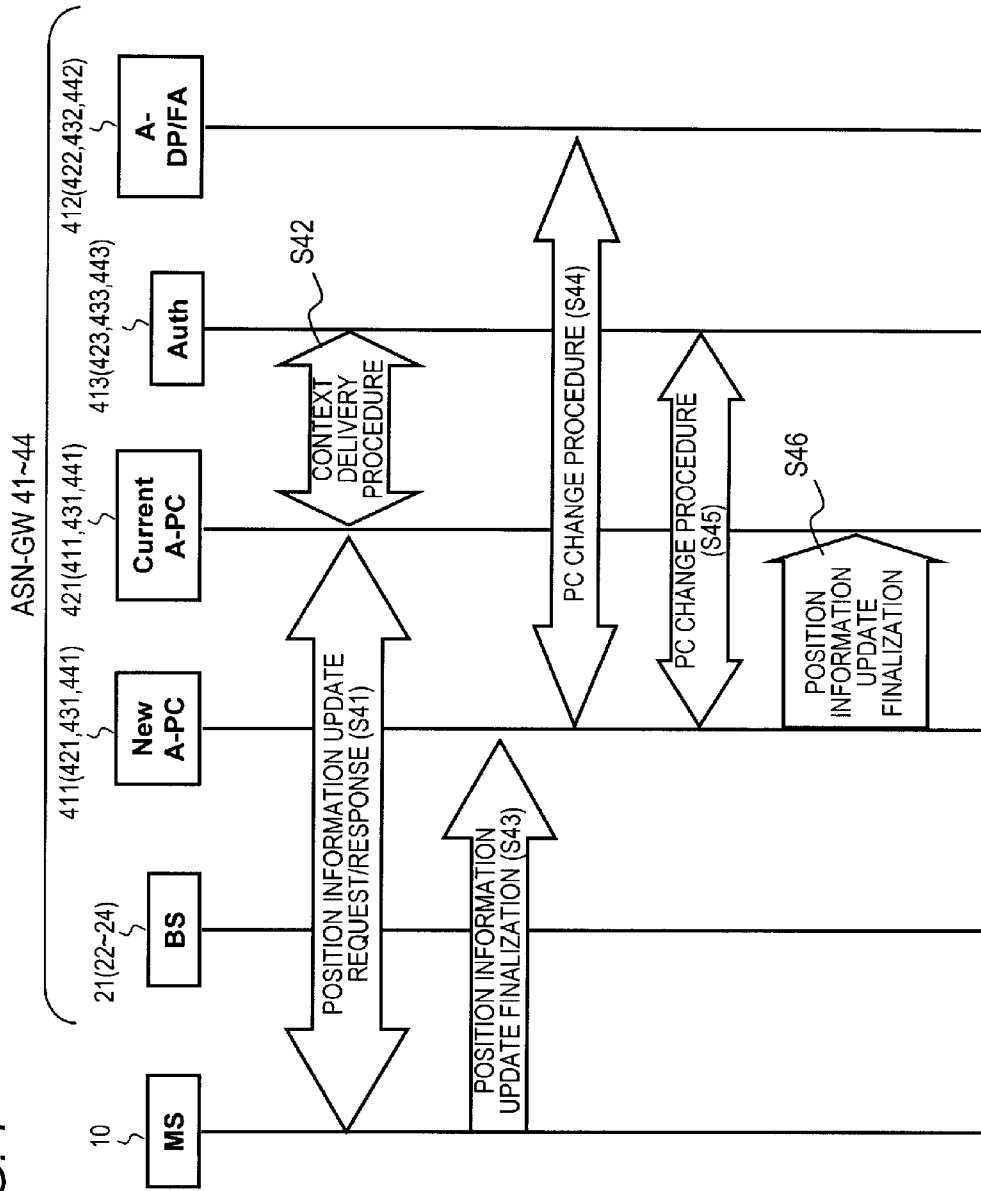 ASN-GW 41~44
10
MS
21(22~24)
BS
411(421,431,441)
New
A-PC
421(411,431,441)
Current
A-PC
413(423,433,443)
Auth
412(422,432,442)
A-
DP/FA
POSITION INFORMATION UPDATE
REQUEST/RESPONSE (S41)
CONTEXT
DELIVERY
PROCEDURE
S42
POSITION INFORMATION
UPDATE FINALIZATION (S43)
PC CHANGE PROCEDURE (S44)
PC CHANGE PROCEDURE
(S45)
POSITION
INFORMATION
UPDATE
FINALIZATION
S46